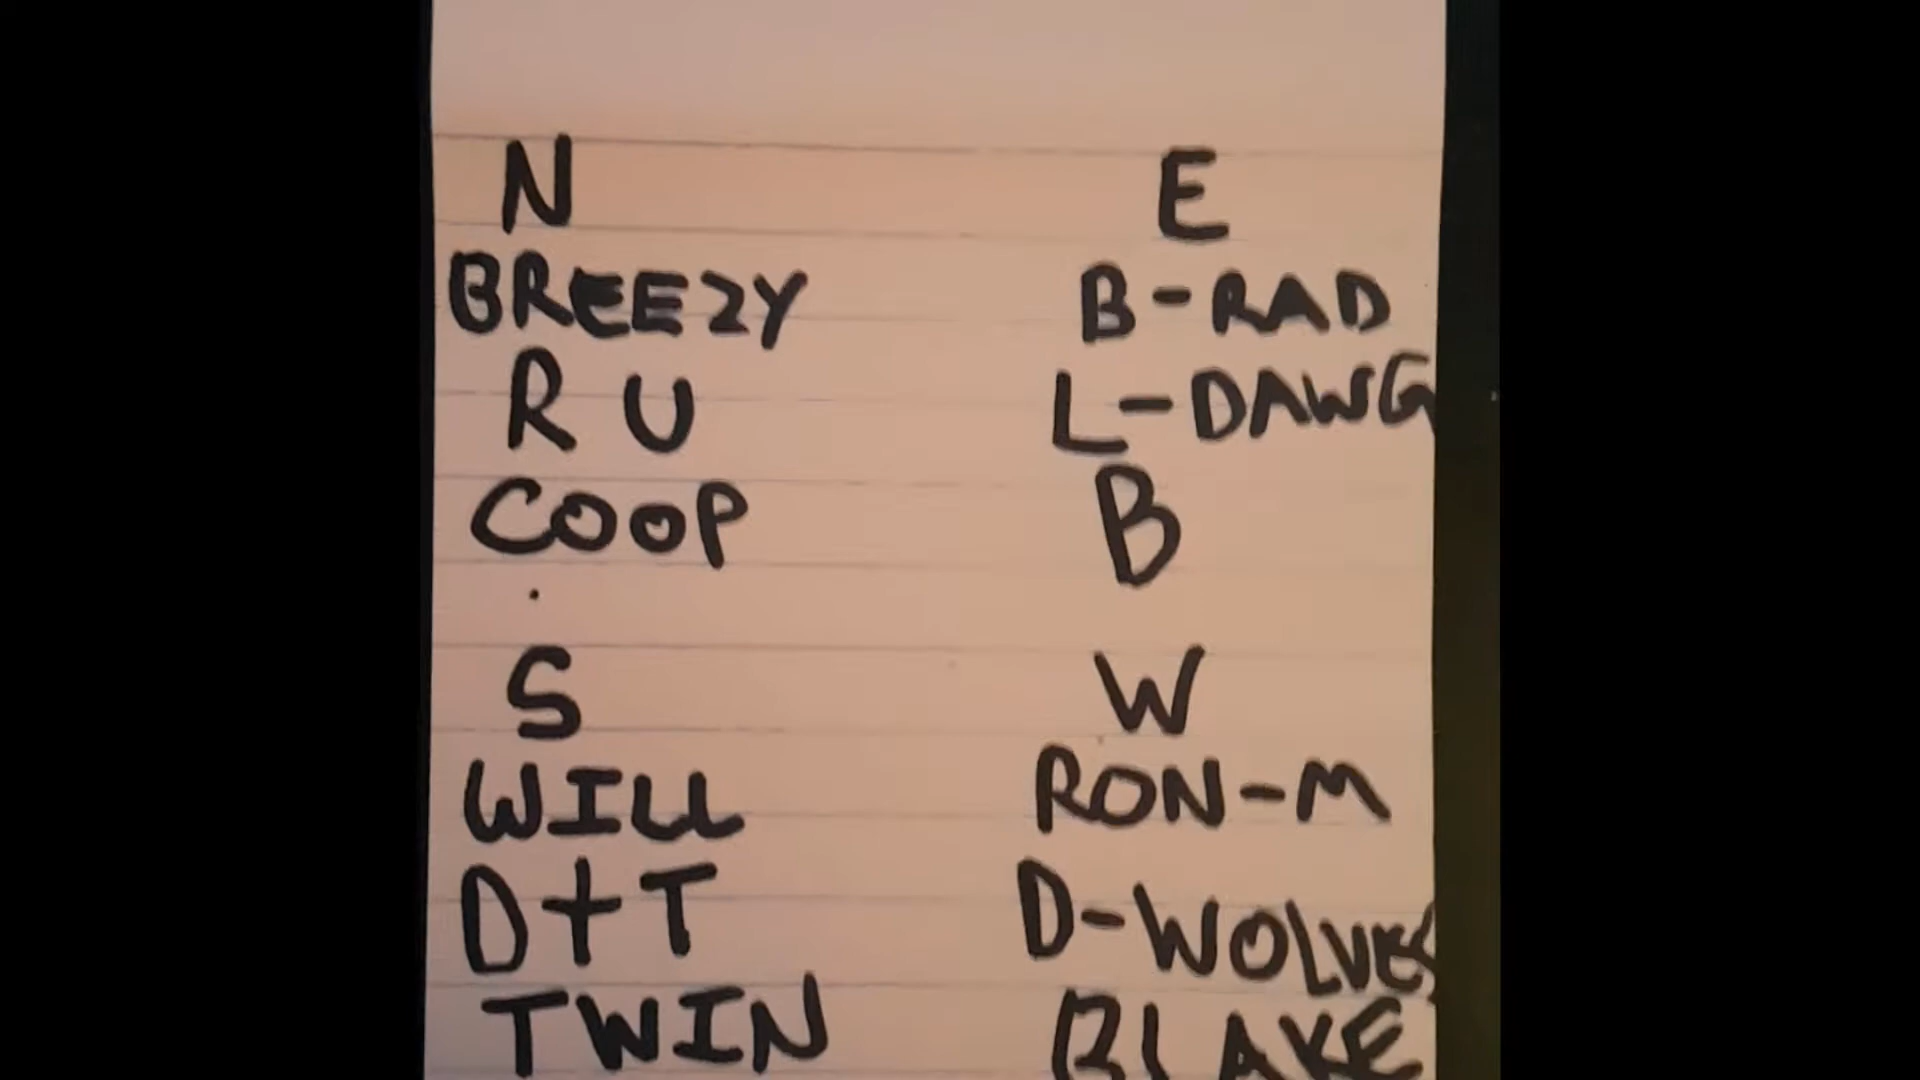 N E
BREEZY B-RAD
R U L-DAWG
COOP B
S W
WILL RON-M
D+T D-WOLVES
TWIN BLAKE